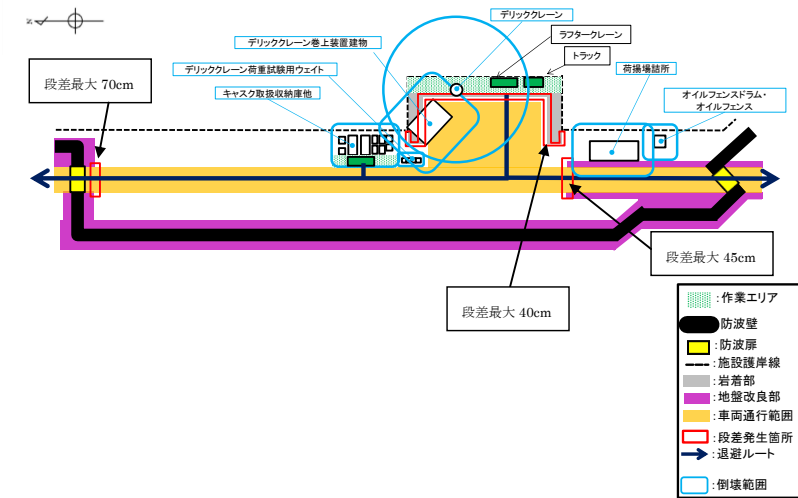 N
デリッククレーン
ラフタークレーン
デリッククレーン巻上装置建物
トラック
段差最大 70cm
デリッククレーン荷重試験用ウェイト
荷揚場詰所
キャスク取扱収納庫他
オイルフェンスドラム・
オイルフェンス
段差最大 45cm
段差最大 40cm
:作業エリア
:防波壁
:防波扉
:施設護岸線
:岩着部
:地盤改良部
:車両通行範囲
:段差発生箇所
:退避ルート
:倒壊範囲